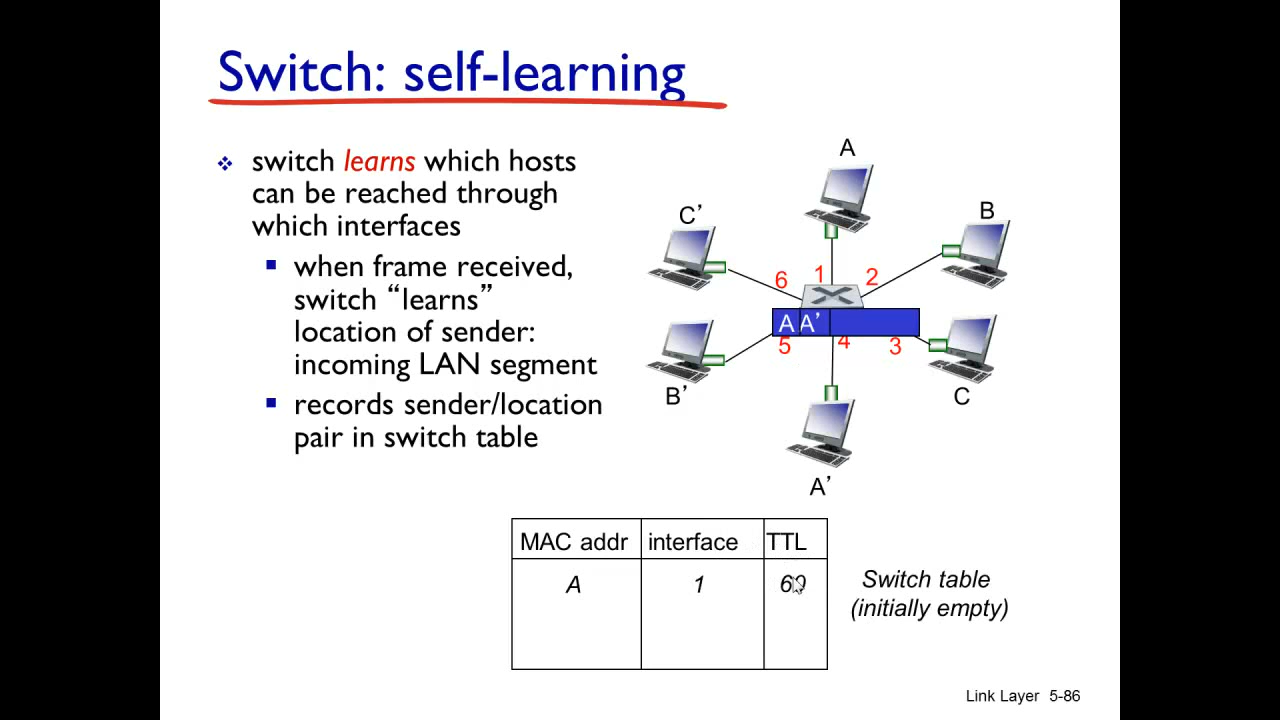 Switch: self-learning
switch learns which hosts
can be reached through
which interfaces
when frame received,
switch “learns”
location of sender:
incoming LAN segment
records sender/location
pair in switch table
A
B
C’
6
1
2
A A’
5
4
3
B’
C
A’
MAC addr interface TTL
A 1 60
Switch table
(initially empty)
Link Layer 5-86